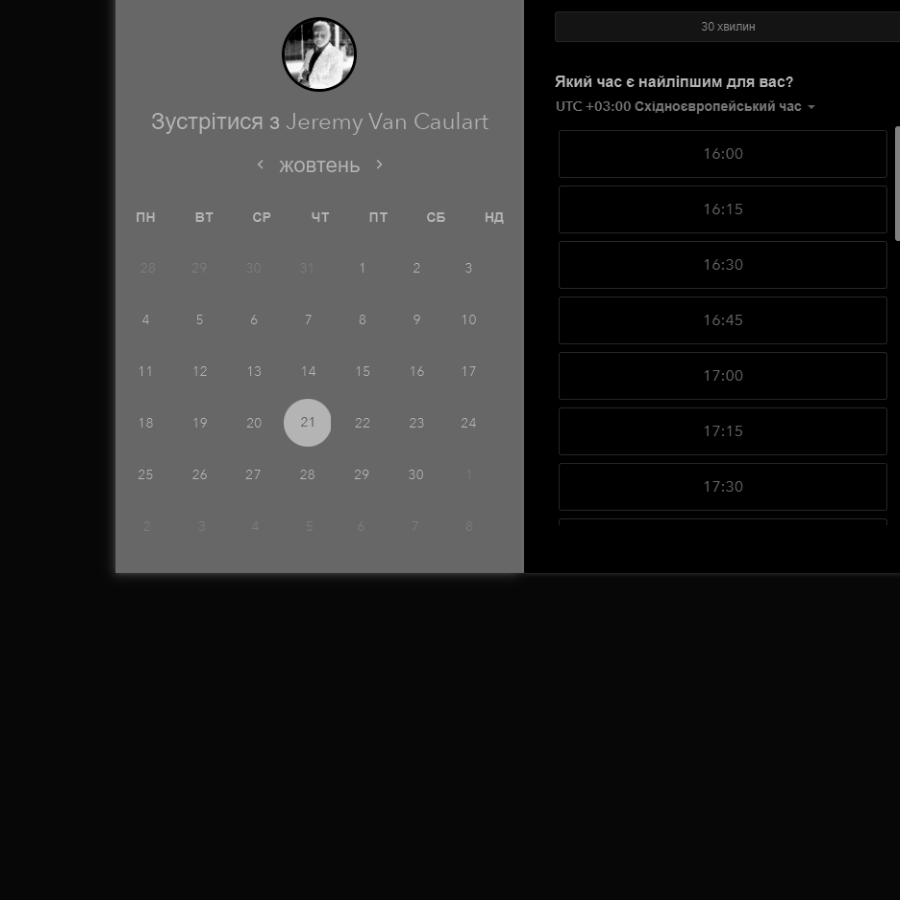 Зустрітися з Jeremy Van Caulart
жовтень
ПН ВТ СР ЧТ ПТ СБ НД
28 29 30 31 1 2 3
4 5 6 7 8 9 10
11 12 13 14 15 16 17
18 19 20 21 22 23 24
25 26 27 28 29 30 1
2 3 4 5 6 7 8
30 хвилин
Який час є найліпшим для вас?
UTC +03:00 Східноєвропейський час
16:00
16:15
16:30
16:45
17:00
17:15
17:30